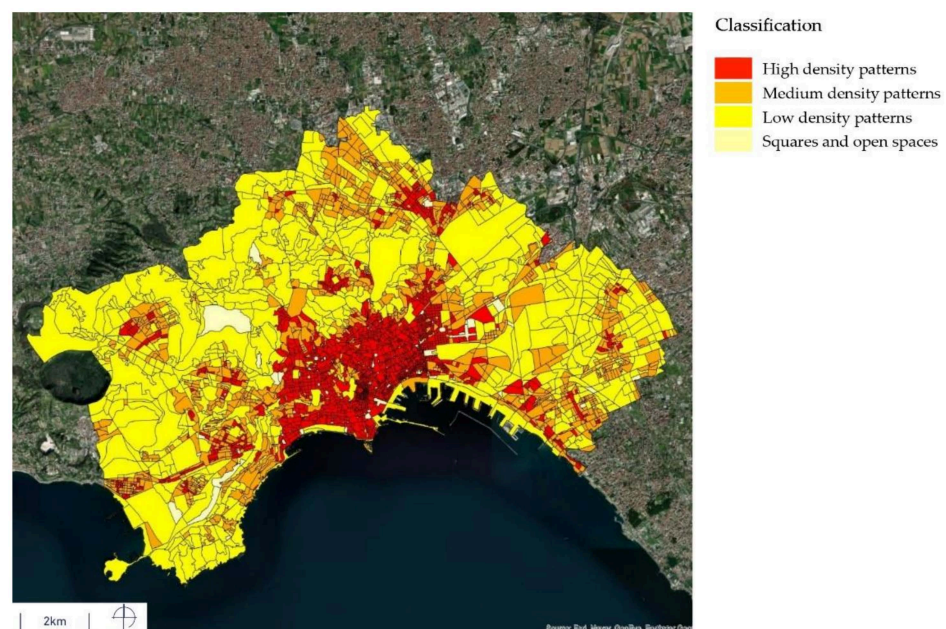 Classification
High density patterns
Medium density patterns
Low density patterns
Squares and open spaces
2km